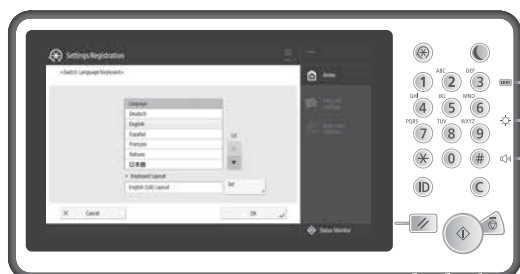 Settings/Registration
<Switch Language/Keyboard>
Language
Deutsch
English
Español
Français
Italiano
日本語
1/2
Keyboard Layout
English (UK) Layout
Set
Cancel
OK
Home
Status Monitor
1
ABC
2
DEF
3
GHI
4
JKL
5
MNO
6
PQRS
7
TUV
8
WXYZ
9
0
#
ID
C